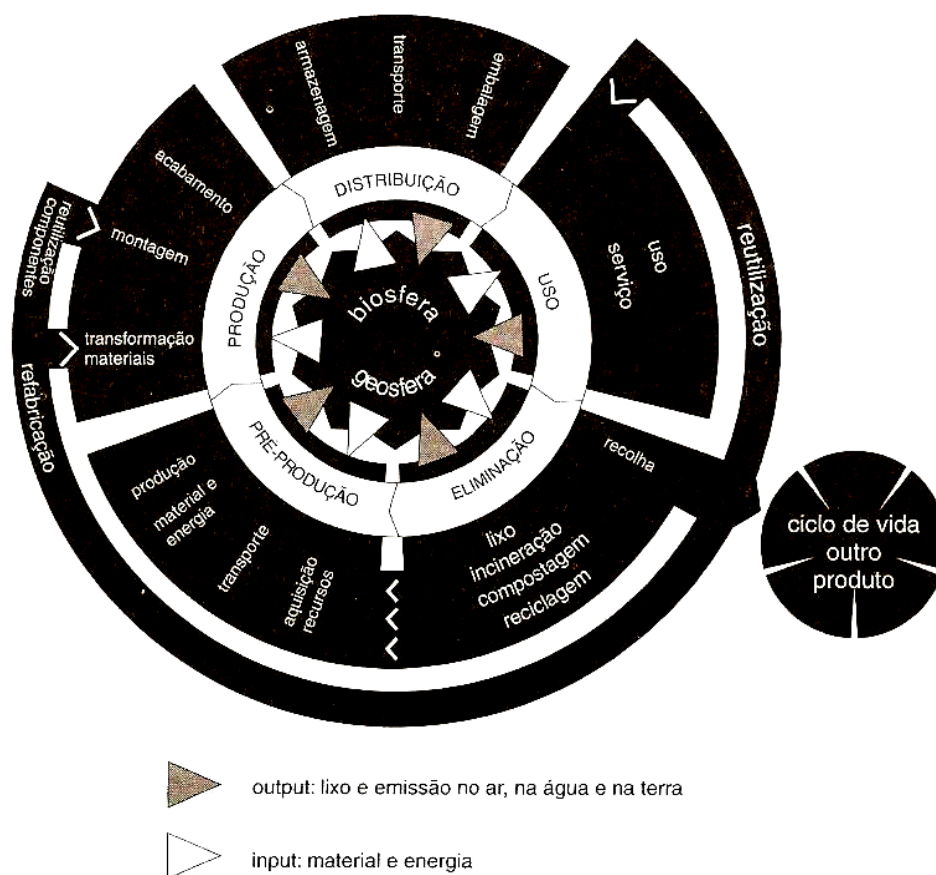 armazenagem
transporte
embalagem
DISTRIBUIÇÃO
acabamento
montagem
transformação
materiais
PRODUÇÃO
reutilização
componentes
refabricação
USO
uso
serviço
reutilização
biosfera
geosfera
PRÉ-PRODUÇÃO
produção
material e
energia
transporte
aquisição
recursos
ELIMINAÇÃO
recolha
lixo
incineração
compostagem
reciclagem
ciclo de vida
outro
produto
output: lixo e emissão no ar, na água e na terra
input: material e energia